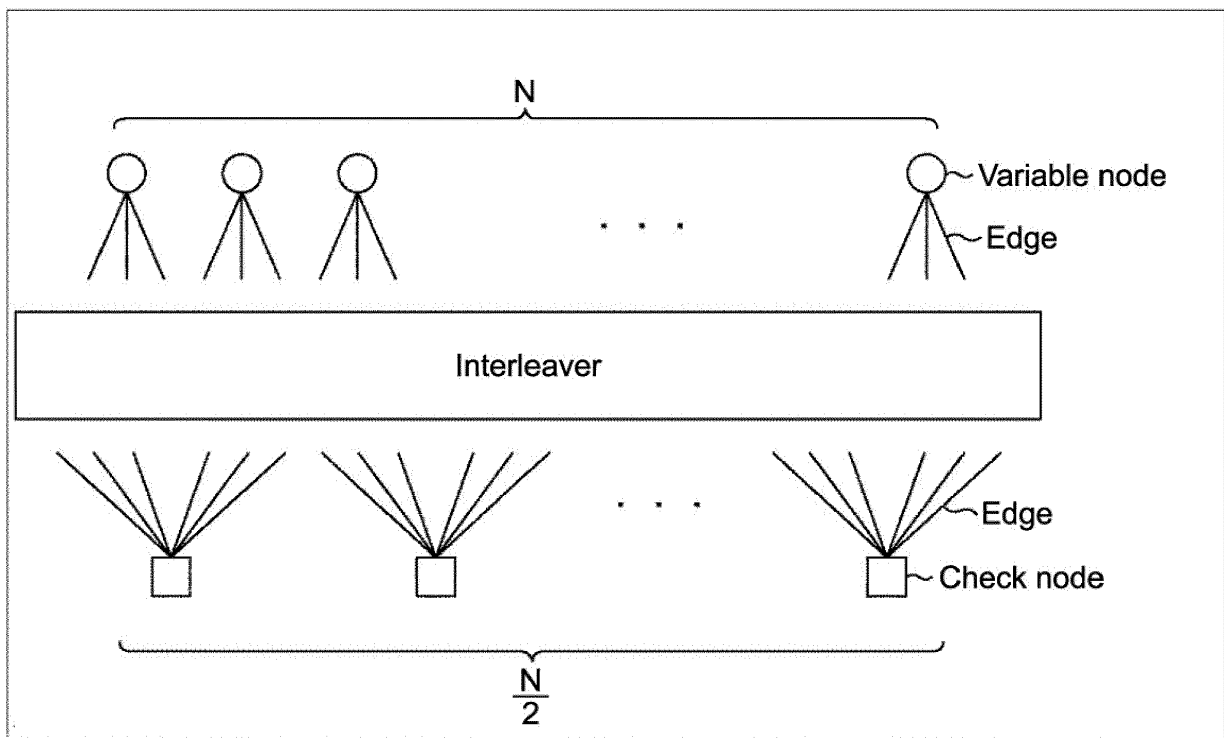 N
Variable node
. . .
Edge
Interleaver
. . .
Edge
Check node
N
2